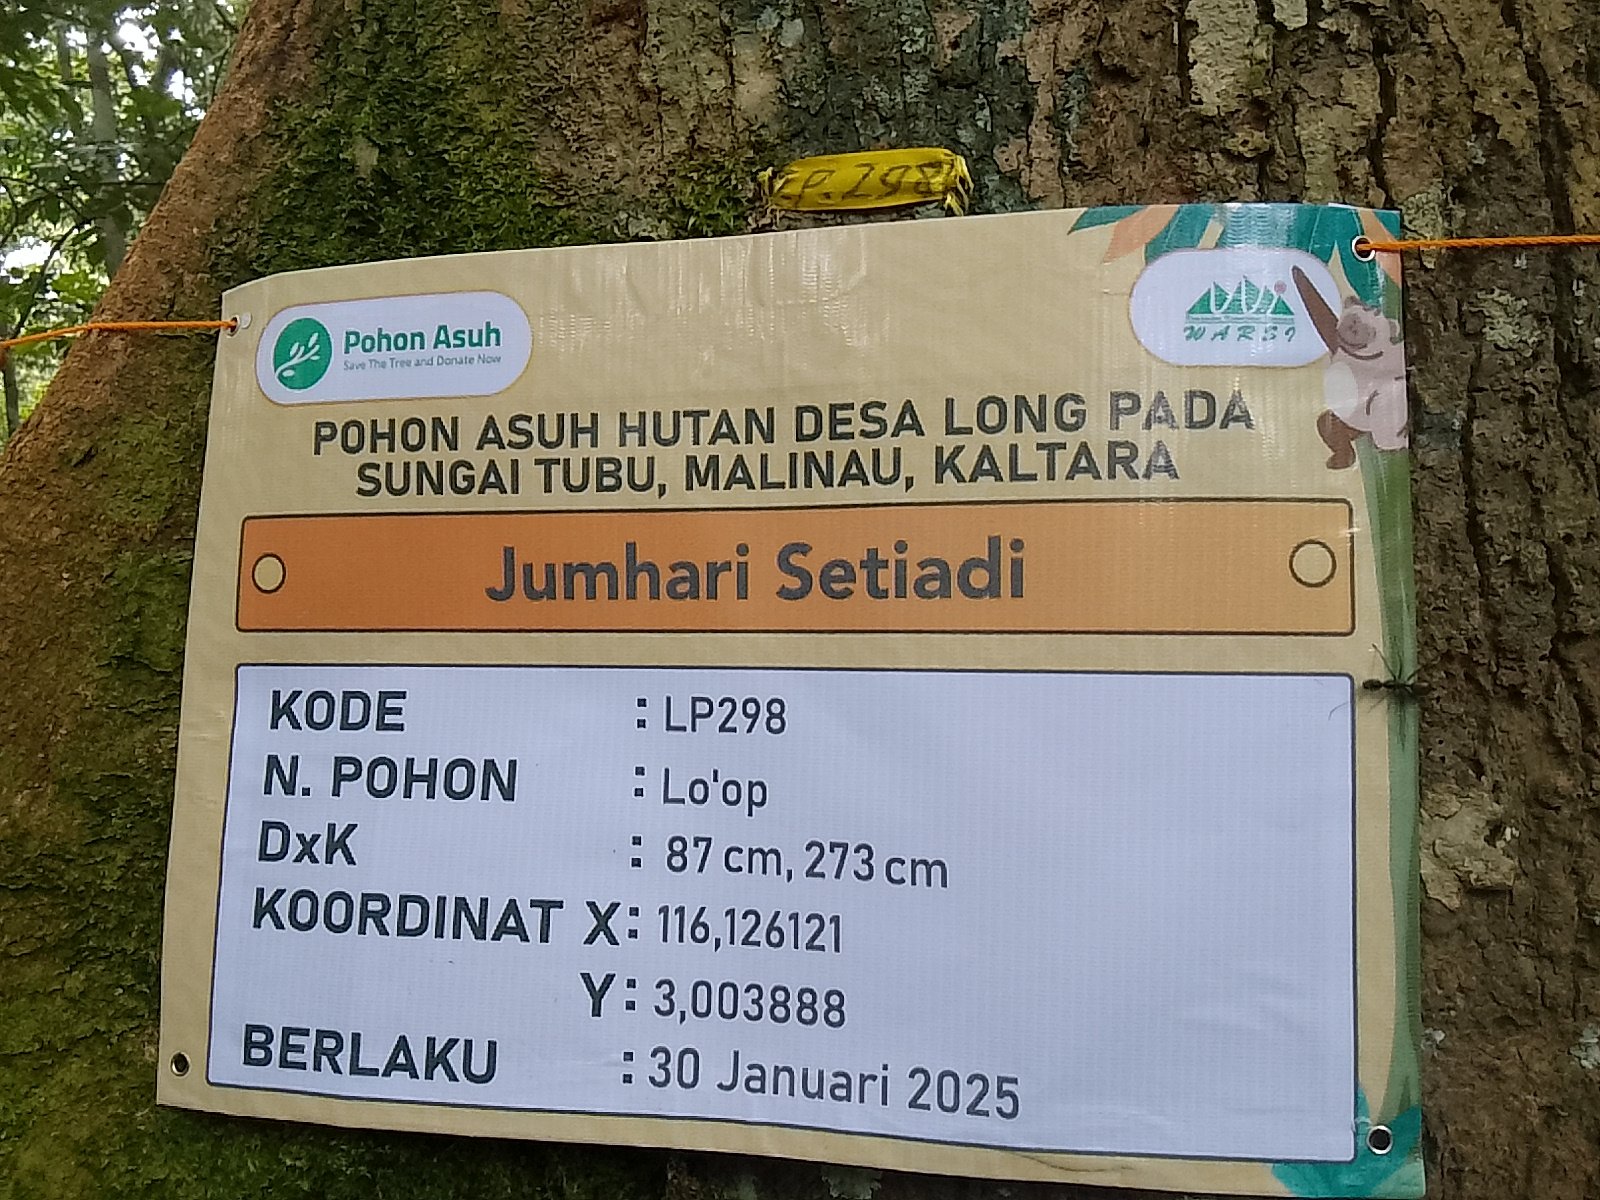 LP.298
Pohon Asuh
Save The Tree and Donate Now
WARSI
POHON ASUH HUTAN DESA LONG PADA
SUNGAI TUBU, MALINAU, KALTARA
Jumhari Setiadi
KODE : LP298
N. POHON : Lo'op
DxK : 87 cm, 273 cm
KOORDINAT X : 116,126121
Y : 3,003888
BERLAKU : 30 Januari 2025